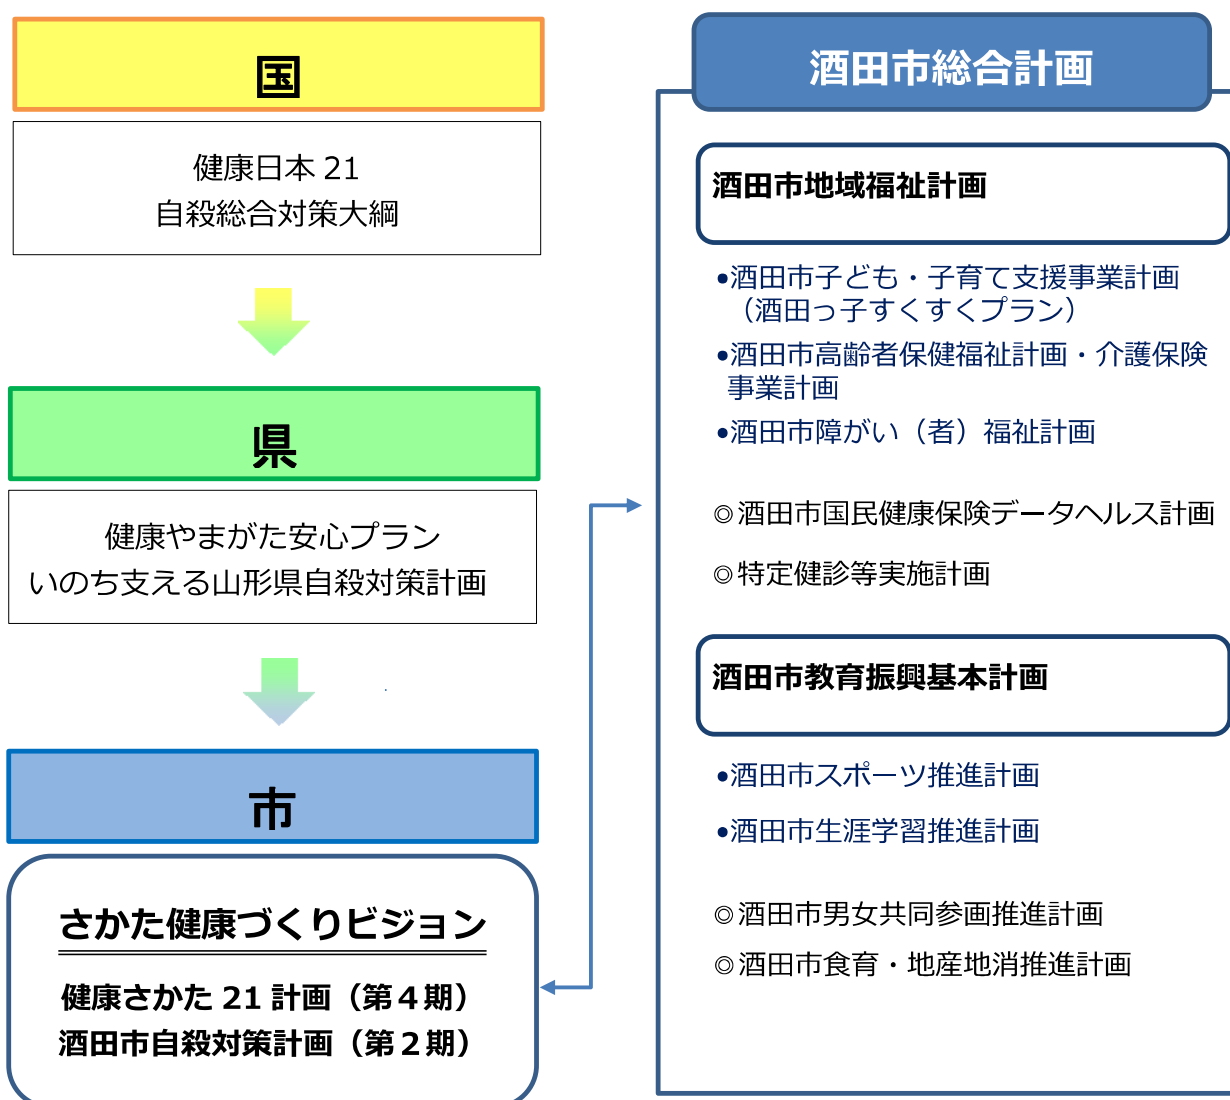 国
健康日本 21
自殺総合対策大綱
県
健康やまがた安心プラン
いのち支える山形県自殺対策計画
市
さかた健康づくりビジョン
健康さかた 21 計画（第４期）
酒田市自殺対策計画（第２期）
酒田市総合計画
酒田市地域福祉計画
•酒田市子ども・子育て支援事業計画
（酒田っ子すくすくプラン）
•酒田市高齢者保健福祉計画・介護保険
事業計画
•酒田市障がい（者）福祉計画
◎酒田市国民健康保険データヘルス計画
◎特定健診等実施計画
酒田市教育振興基本計画
•酒田市スポーツ推進計画
•酒田市生涯学習推進計画
◎酒田市男女共同参画推進計画
◎酒田市食育・地産地消推進計画